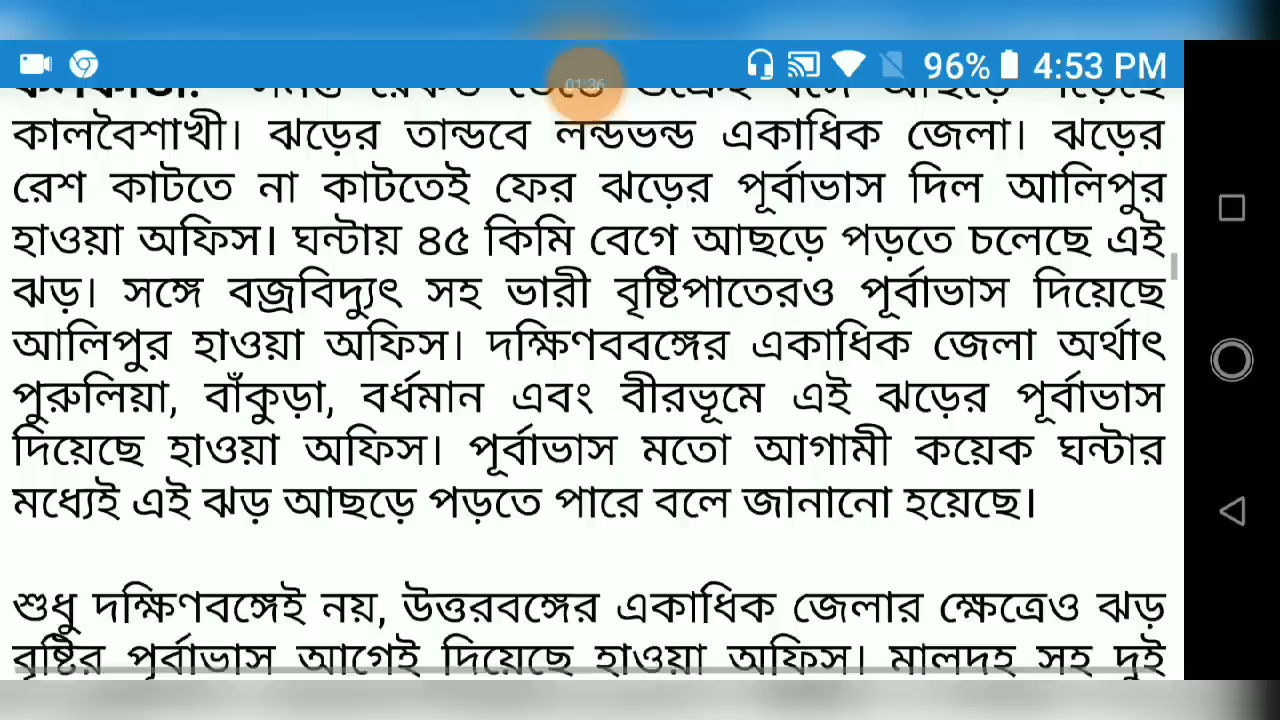 96% 4:53 PM
01:36
কালবৈশাখী। ঝড়ের তান্ডবে লন্ডভন্ড একাধিক জেলা। ঝড়ের
রেশ কাটতে না কাটতেই ফের ঝড়ের পূর্বাভাস দিল আলিপুর
হাওয়া অফিস। ঘন্টায় ৪৫ কিমি বেগে আছড়ে পড়তে চলেছে এই
ঝড়। সঙ্গে বজ্রবিদ্যুৎ সহ ভারী বৃষ্টিপাতেরও পূর্বাভাস দিয়েছে
আলিপুর হাওয়া অফিস। দক্ষিণববঙ্গের একাধিক জেলা অর্থাৎ
পুরুলিয়া, বাঁকুড়া, বর্ধমান এবং বীরভূমে এই ঝড়ের পূর্বাভাস
দিয়েছে হাওয়া অফিস। পূর্বাভাস মতো আগামী কয়েক ঘন্টার
মধ্যেই এই ঝড় আছড়ে পড়তে পারে বলে জানানো হয়েছে।
শুধু দক্ষিণবঙ্গেই নয়, উত্তরবঙ্গের একাধিক জেলার ক্ষেত্রেও ঝড়
বৃষ্টির পূর্বাভাস আগেই দিয়েছে হাওয়া অফিস। মালদহ সহ দুই